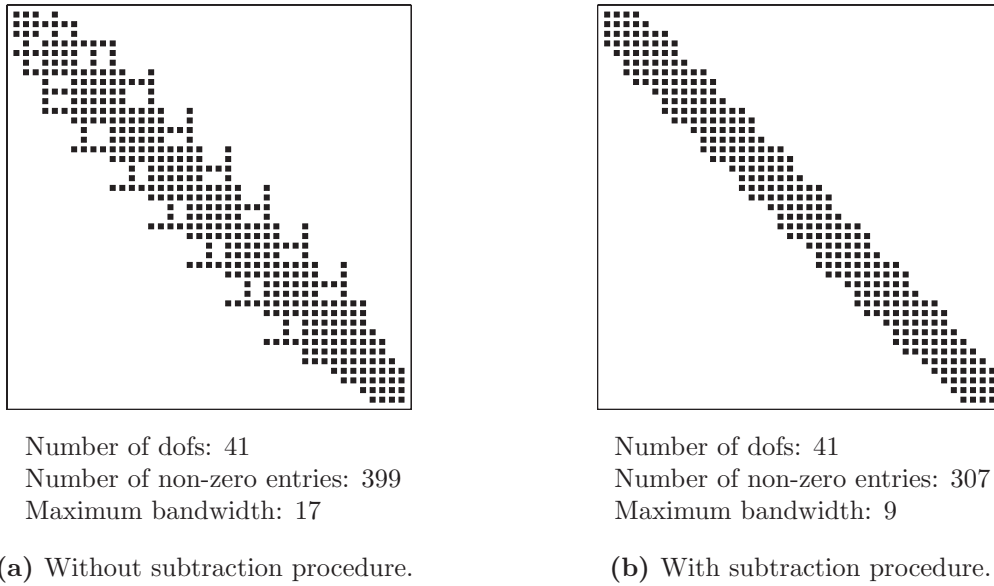 Number of dofs: 41
Number of non-zero entries: 399
Maximum bandwidth: 17
(a) Without subtraction procedure.
Number of dofs: 41
Number of non-zero entries: 307
Maximum bandwidth: 9
(b) With subtraction procedure.